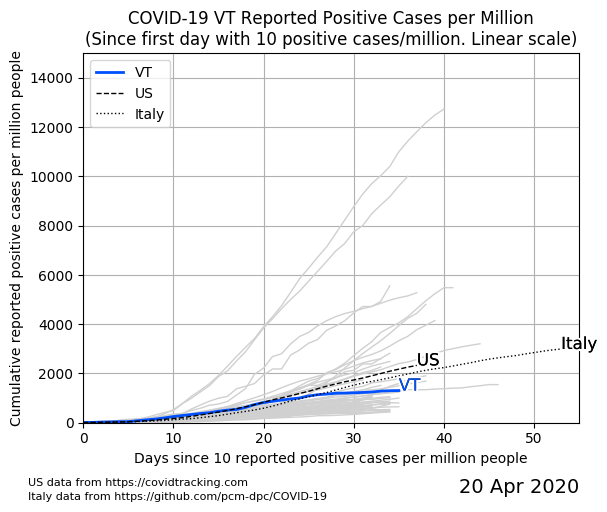 COVID-19 VT Reported Positive Cases per Million
(Since first day with 10 positive cases/million. Linear scale)
Cumulative reported positive cases per million people
14000
12000
10000
8000
6000
4000
2000
0
VT
US
Italy
Italy
US
VT
0 10 20 30 40 50
Days since 10 reported positive cases per million people
US data from https://covidtracking.com
Italy data from https://github.com/pcm-dpc/COVID-19
20 Apr 2020